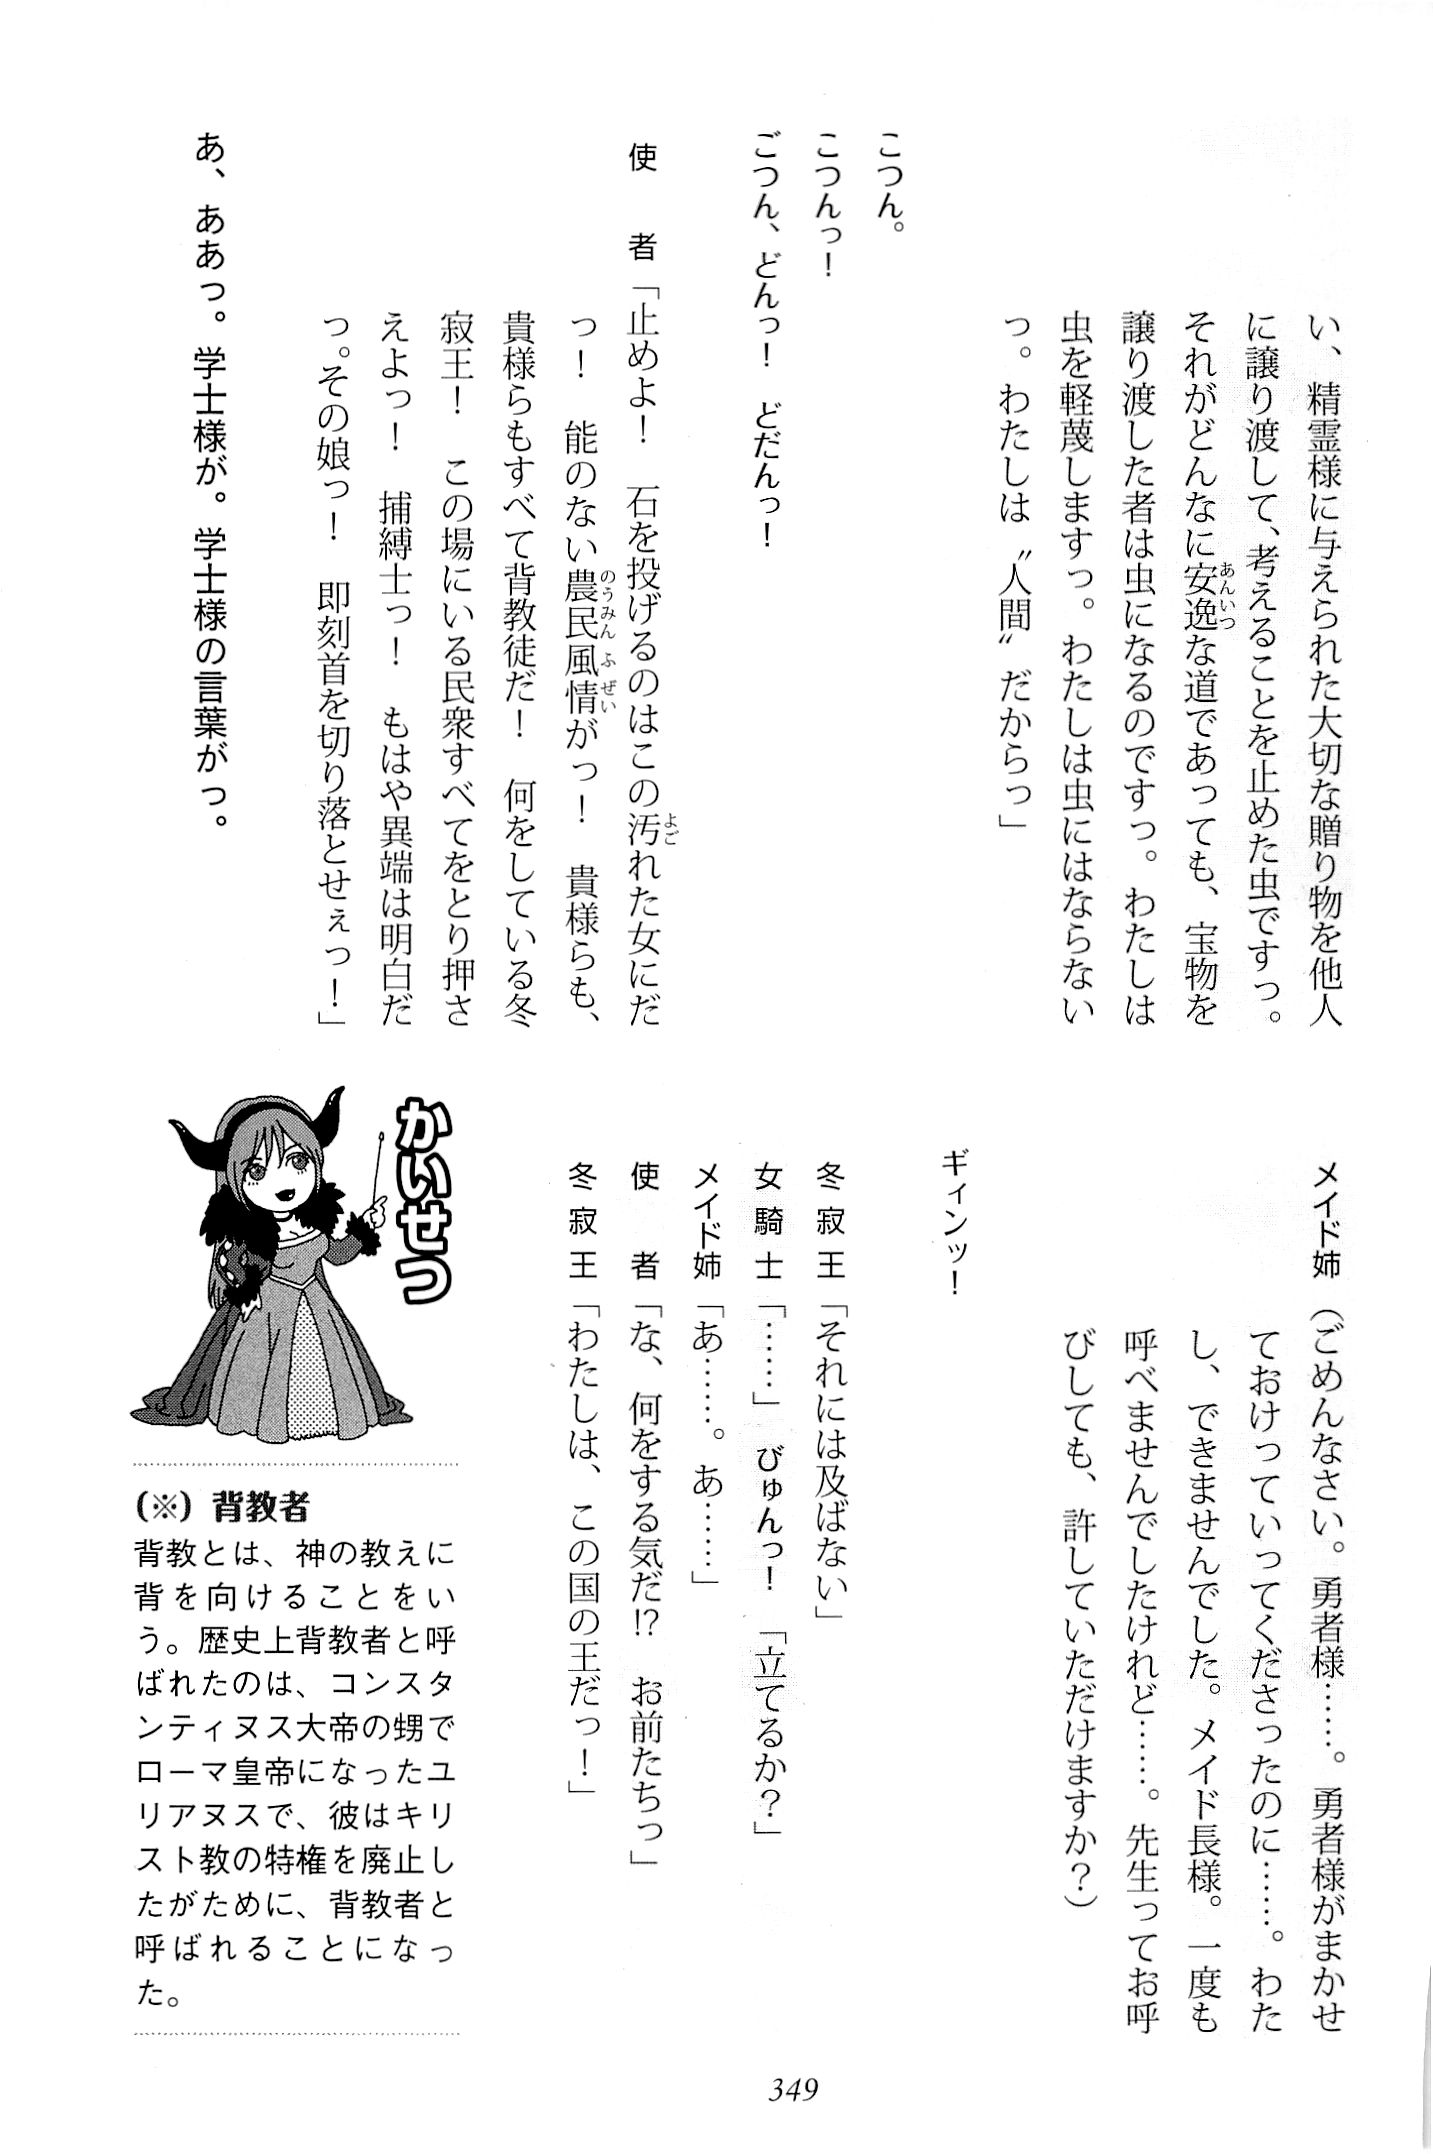 い、精霊様に与えられた大切な贈り物を他人
に譲り渡して、考えることを止めた虫ですっ。
それがどんなに安逸な道であっても、宝物を
譲り渡した者は虫になるのですっ。わたしは
虫を軽蔑しますっ。わたしは虫にはならない
っ。わたしは〝人間〟だからっ」
こつん。
こつんっ！
ごつん、どんっ！　どだんっ！
使　者「止めよ！　石を投げるのはこの汚れた女にだ
っ！　能のない農民風情がっ！　貴様らも、
貴様らもすべて背教徒だ！　何をしている冬
寂王！　この場にいる民衆すべてをとり押さ
えよっ！　捕縛士っ！　もはや異端は明白だ
っ。その娘っ！　即刻首を切り落とせぇっ！」
あ、ああっ。学士様が。学士様の言葉がっ。
メイド姉（ごめんなさい。勇者様……。勇者様がまかせ
ておけっていってくださったのに……。わた
し、できませんでした。メイド長様。一度も
呼べませんでしたけれど……。先生ってお呼
びしても、許していただけますか？）
ギィンッ！
冬寂王「それには及ばない」
女騎士「……」びゅんっ！「立てるか？」
メイド姉「あ……。あ……」
使　者「な、何をする気だ!?　お前たちっ」
冬寂王「わたしは、この国の王だっ！」
かいせつ
（※）背教者
背教とは、神の教えに
背を向けることをい
う。歴史上背教者と呼
ばれたのは、コンスタ
ンティヌス大帝の甥で
ローマ皇帝になったユ
リアヌスで、彼はキリ
スト教の特権を廃止し
たがために、背教者と
呼ばれることになっ
た。
349